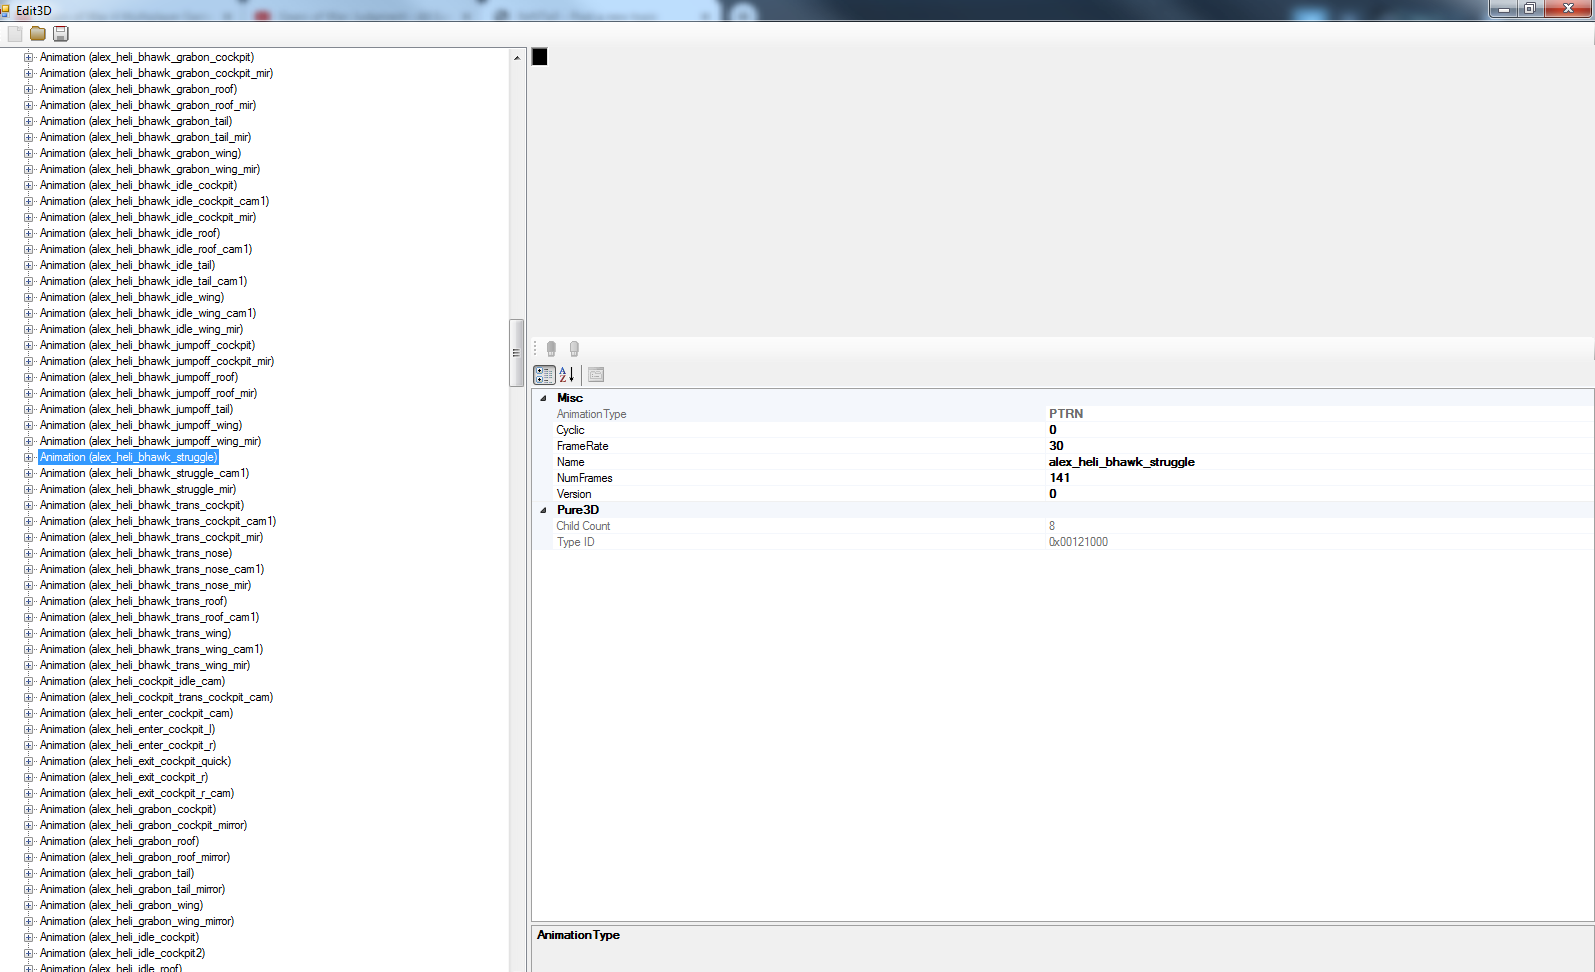 Edit3D
Animation (alex_heli_bhawk_grabon_cockpit)
Animation (alex_heli_bhawk_grabon_cockpit_mir)
Animation (alex_heli_bhawk_grabon_roof)
Animation (alex_heli_bhawk_grabon_roof_mir)
Animation (alex_heli_bhawk_grabon_tail)
Animation (alex_heli_bhawk_grabon_tail_mir)
Animation (alex_heli_bhawk_grabon_wing)
Animation (alex_heli_bhawk_grabon_wing_mir)
Animation (alex_heli_bhawk_idle_cockpit)
Animation (alex_heli_bhawk_idle_cockpit_cam1)
Animation (alex_heli_bhawk_idle_cockpit_mir)
Animation (alex_heli_bhawk_idle_roof)
Animation (alex_heli_bhawk_idle_roof_cam1)
Animation (alex_heli_bhawk_idle_tail)
Animation (alex_heli_bhawk_idle_tail_cam1)
Animation (alex_heli_bhawk_idle_wing)
Animation (alex_heli_bhawk_idle_wing_cam1)
Animation (alex_heli_bhawk_idle_wing_mir)
Animation (alex_heli_bhawk_jumpoff_cockpit)
Animation (alex_heli_bhawk_jumpoff_cockpit_mir)
Animation (alex_heli_bhawk_jumpoff_roof)
Animation (alex_heli_bhawk_jumpoff_roof_mir)
Animation (alex_heli_bhawk_jumpoff_tail)
Animation (alex_heli_bhawk_jumpoff_wing)
Animation (alex_heli_bhawk_jumpoff_wing_mir)
Animation (alex_heli_bhawk_struggle)
Animation (alex_heli_bhawk_struggle_cam1)
Animation (alex_heli_bhawk_struggle_mir)
Animation (alex_heli_bhawk_trans_cockpit)
Animation (alex_heli_bhawk_trans_cockpit_cam1)
Animation (alex_heli_bhawk_trans_cockpit_mir)
Animation (alex_heli_bhawk_trans_nose)
Animation (alex_heli_bhawk_trans_nose_cam1)
Animation (alex_heli_bhawk_trans_nose_mir)
Animation (alex_heli_bhawk_trans_roof)
Animation (alex_heli_bhawk_trans_roof_cam1)
Animation (alex_heli_bhawk_trans_wing)
Animation (alex_heli_bhawk_trans_wing_cam1)
Animation (alex_heli_bhawk_trans_wing_mir)
Animation (alex_heli_cockpit_idle_cam)
Animation (alex_heli_cockpit_trans_cockpit_cam)
Animation (alex_heli_enter_cockpit_cam)
Animation (alex_heli_enter_cockpit_l)
Animation (alex_heli_enter_cockpit_r)
Animation (alex_heli_exit_cockpit_quick)
Animation (alex_heli_exit_cockpit_r)
Animation (alex_heli_exit_cockpit_r_cam)
Animation (alex_heli_grabon_cockpit)
Animation (alex_heli_grabon_cockpit_mirror)
Animation (alex_heli_grabon_roof)
Animation (alex_heli_grabon_roof_mirror)
Animation (alex_heli_grabon_tail)
Animation (alex_heli_grabon_tail_mirror)
Animation (alex_heli_grabon_wing)
Animation (alex_heli_grabon_wing_mirror)
Animation (alex_heli_idle_cockpit)
Animation (alex_heli_idle_cockpit2)
Animation (alex_heli_idle_roof)
Misc
AnimationType PTRN
Cyclic 0
FrameRate 30
Name alex_heli_bhawk_struggle
NumFrames 141
Version 0
Pure3D
Child Count 8
Type ID 0x00121000
AnimationType